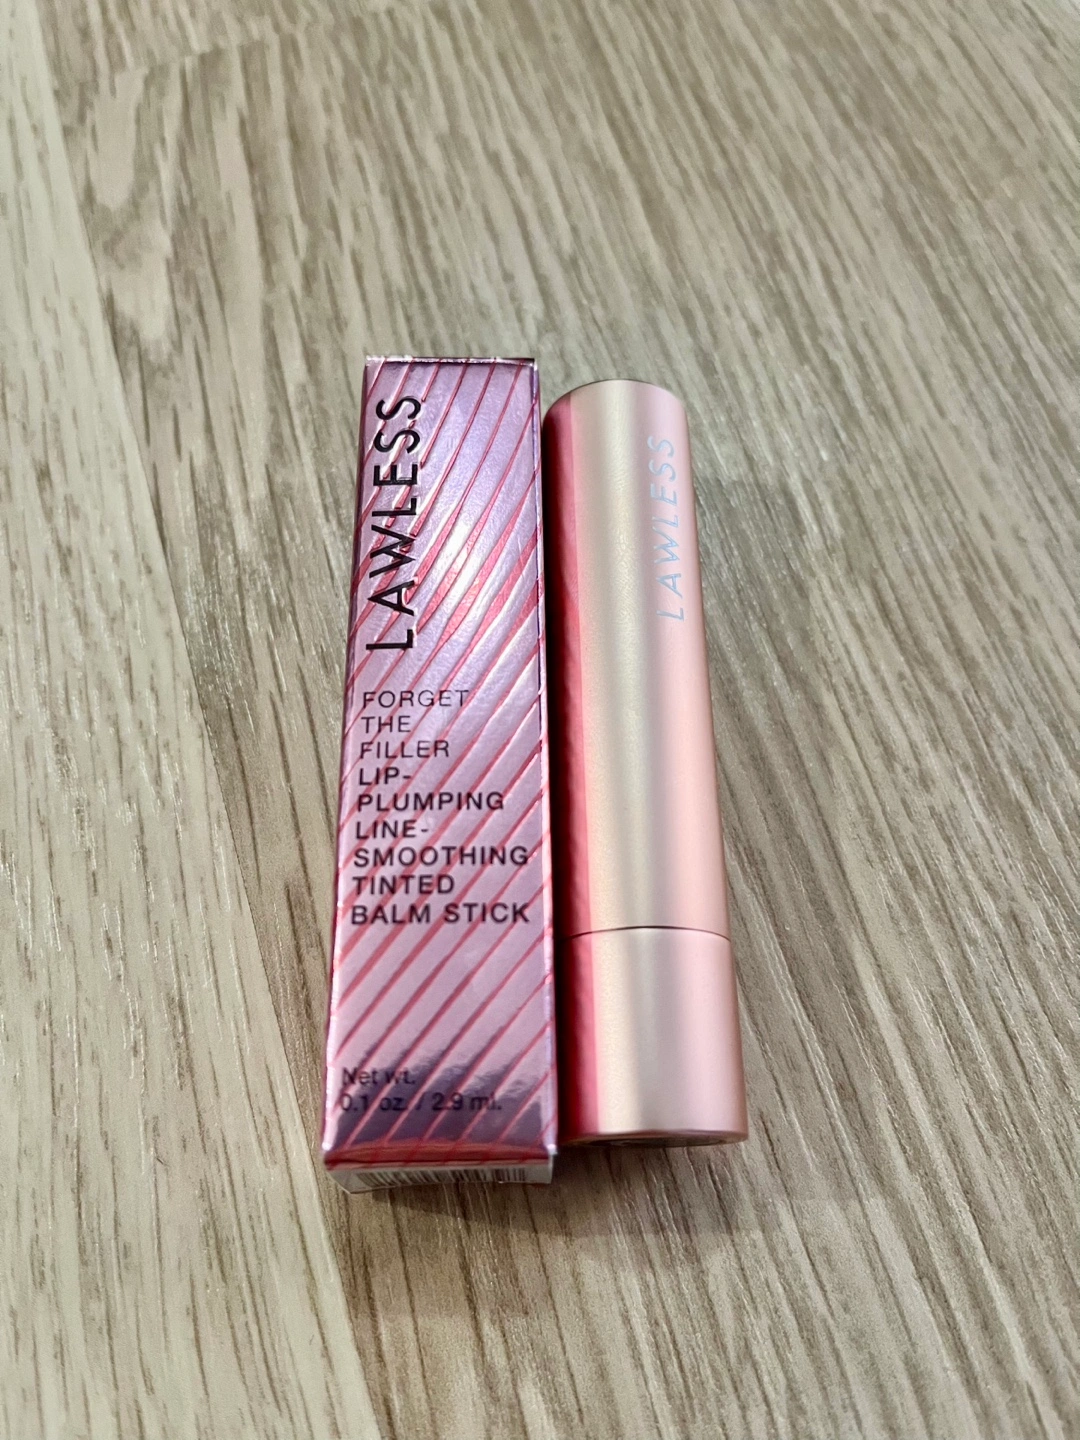 LAWLESS
FORGET
THE
FILLER
LIP-
PLUMPING
LINE-
SMOOTHING
TINTED
BALM STICK
Net wt.
0.1 oz. / 2.9 ml.
LAWLESS